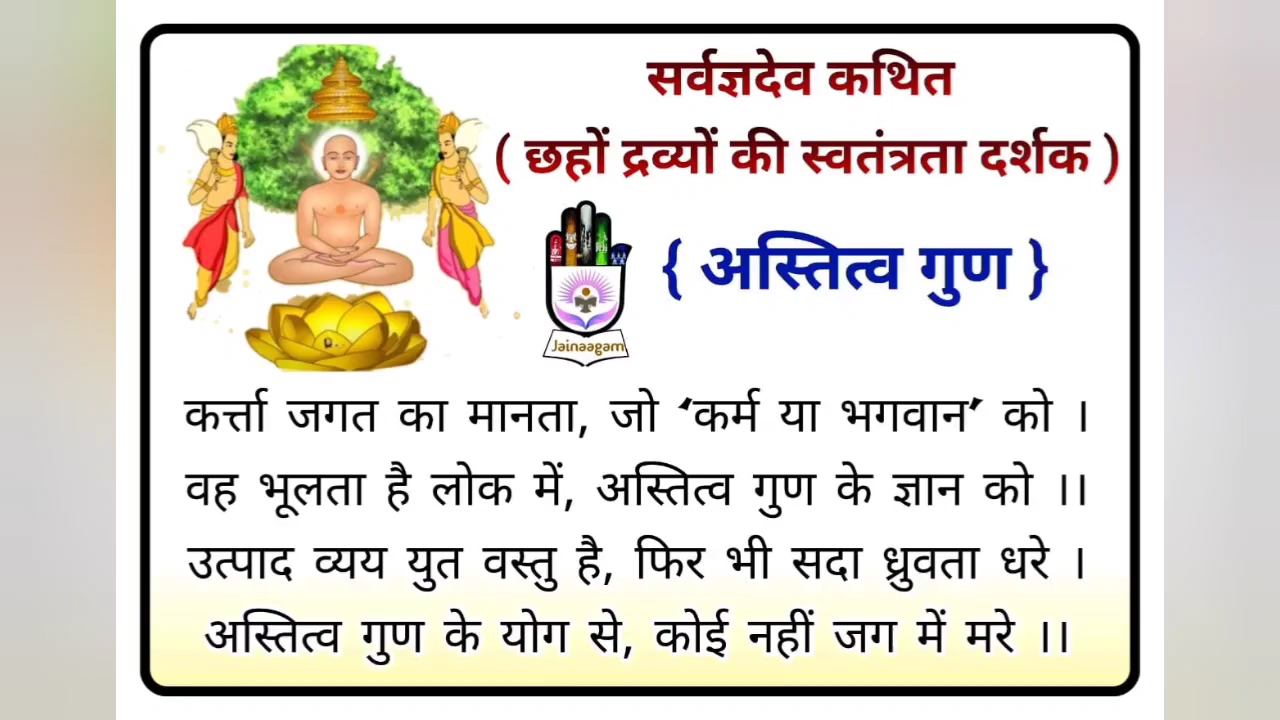 सर्वज्ञदेव कथित
( छहों द्रव्यों की स्वतंत्रता दर्शक )
{ अस्तित्व गुण }
Jainaagam
कर्त्ता जगत का मानता, जो ‘कर्म या भगवान’ को ।
वह भूलता है लोक में, अस्तित्व गुण के ज्ञान को ।।
उत्पाद व्यय युत वस्तु है, फिर भी सदा ध्रुवता धरे ।
अस्तित्व गुण के योग से, कोई नहीं जग में मरे ।।